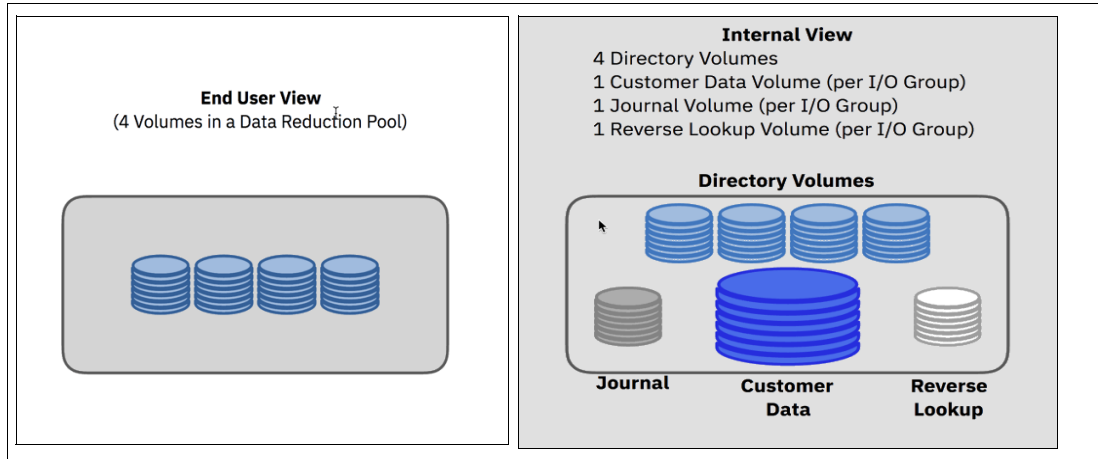 End User View
(4 Volumes in a Data Reduction Pool)
Internal View
4 Directory Volumes
1 Customer Data Volume (per I/O Group)
1 Journal Volume (per I/O Group)
1 Reverse Lookup Volume (per I/O Group)
Directory Volumes
Journal
Customer
Data
Reverse
Lookup